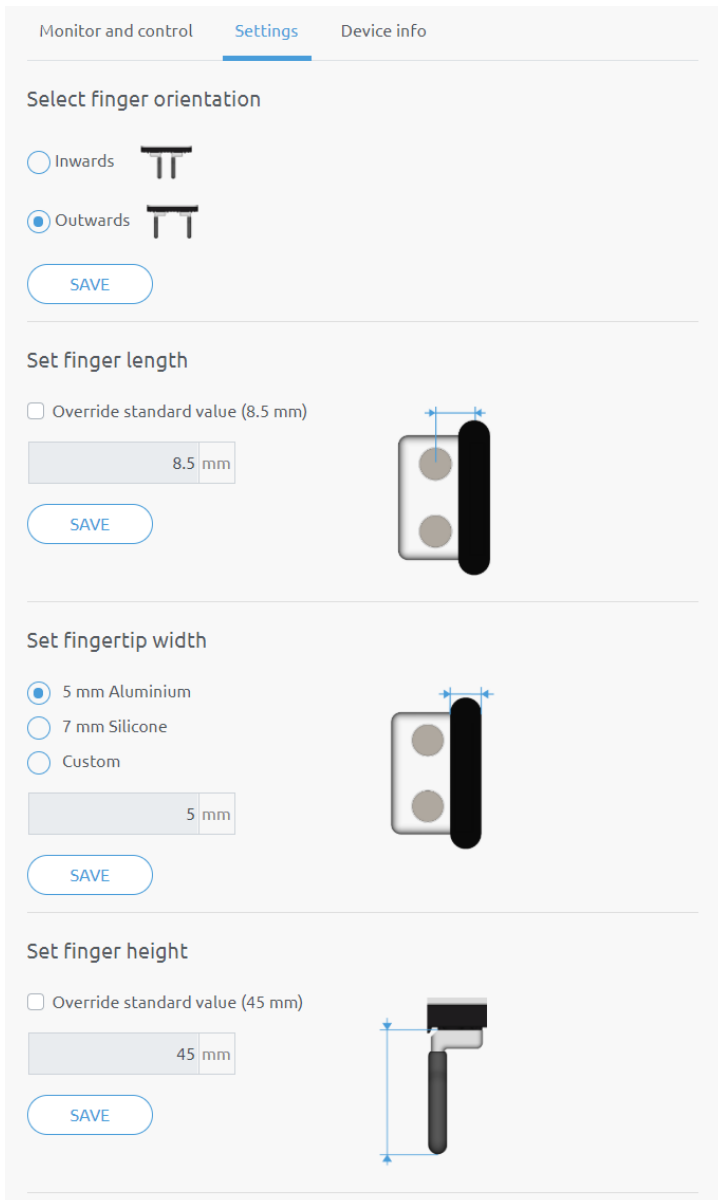 Monitor and control Settings Device info
Select finger orientation
Inwards
Outwards
SAVE
Set finger length
Override standard value (8.5 mm)
8.5 mm
SAVE
Set fingertip width
5 mm Aluminium
7 mm Silicone
Custom
5 mm
SAVE
Set finger height
Override standard value (45 mm)
45 mm
SAVE